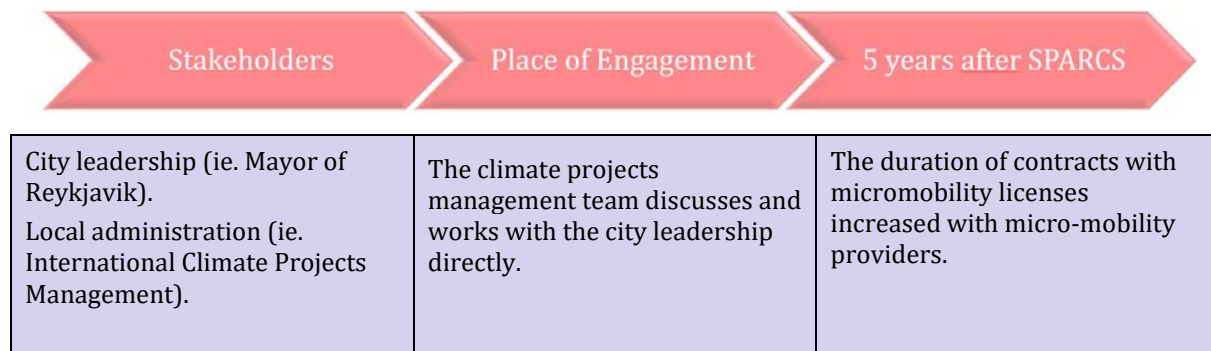 Stakeholders
Place of Engagement
5 years after SPARCS
City leadership (ie. Mayor of
Reykjavik).
Local administration (ie.
International Climate Projects
Management).
The climate projects
management team discusses and
works with the city leadership
directly.
The duration of contracts with
micromobility licenses
increased with micro-mobility
providers.